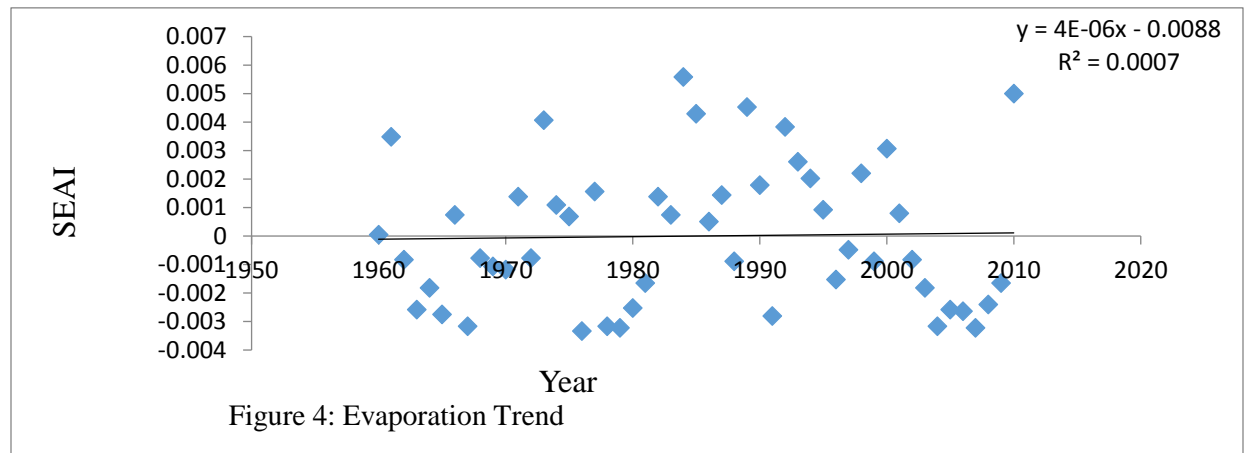 y = 4E-06x - 0.0088
R² = 0.0007
0.007
0.006
0.005
0.004
0.003
0.002
0.001
0
-0.001
-0.002
-0.003
-0.004
1950 1960 1970 1980 1990 2000 2010 2020
SEAI
Year
Figure 4: Evaporation Trend